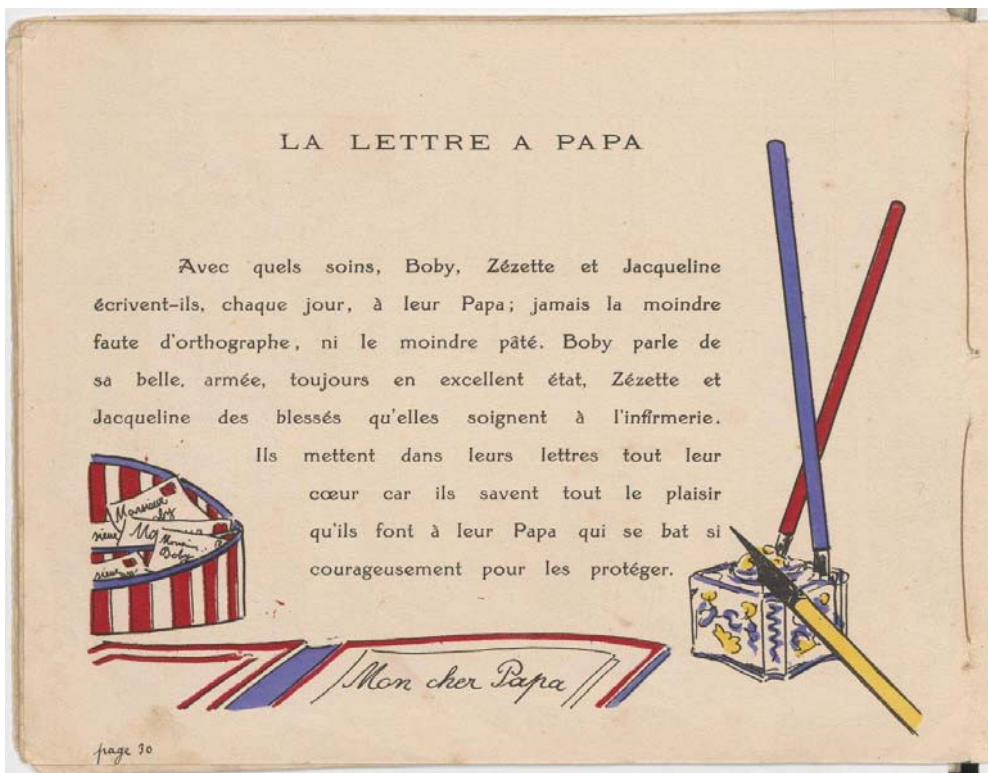 LA LETTRE A PAPA
Avec quels soins, Boby, Zézette et Jacqueline
écrivent-ils, chaque jour, à leur Papa; jamais la moindre
faute d'orthographe, ni le moindre pâté. Boby parle de
sa belle, armée, toujours en excellent état, Zézette et
Jacqueline des blessés qu'elles soignent à l'infirmerie.
Ils mettent dans leurs lettres tout leur
cœur car ils savent tout le plaisir
qu'ils font à leur Papa qui se bat si
courageusement pour les protéger.
Monsieur
Boby
Mon cher Papa
page 30